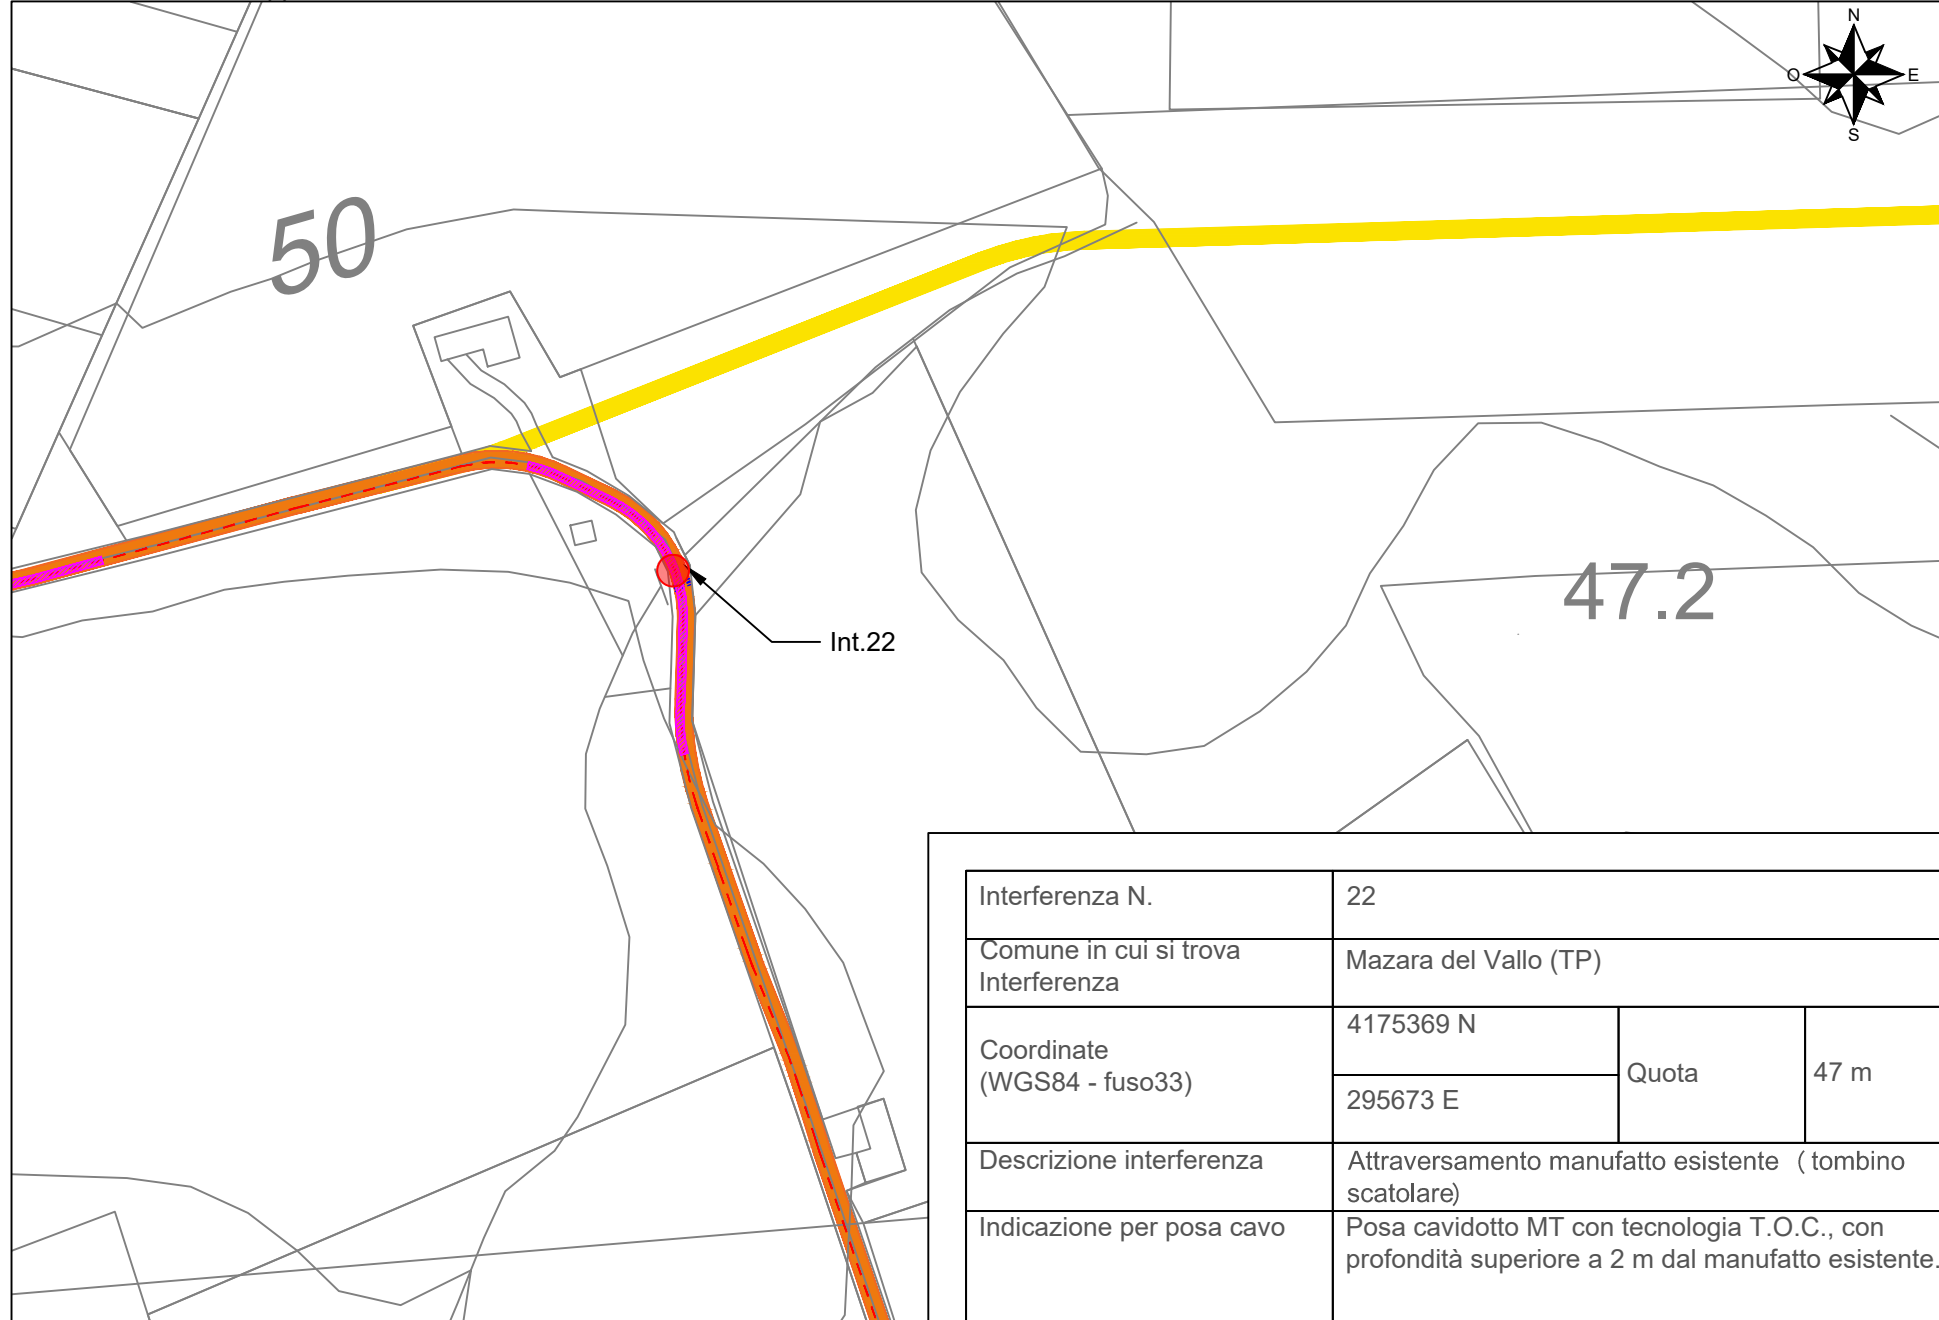 N
O
E
S
50
47.2
Int.22
Interferenza N.
22
Comune in cui si trova
Interferenza
Mazara del Vallo (TP)
Coordinate
(WGS84 - fuso33)
4175369 N
295673 E
Quota
47 m
Descrizione interferenza
Attraversamento manufatto esistente ( tombino
scatolare)
Indicazione per posa cavo
Posa cavidotto MT con tecnologia T.O.C., con
profondità superiore a 2 m dal manufatto esistente.